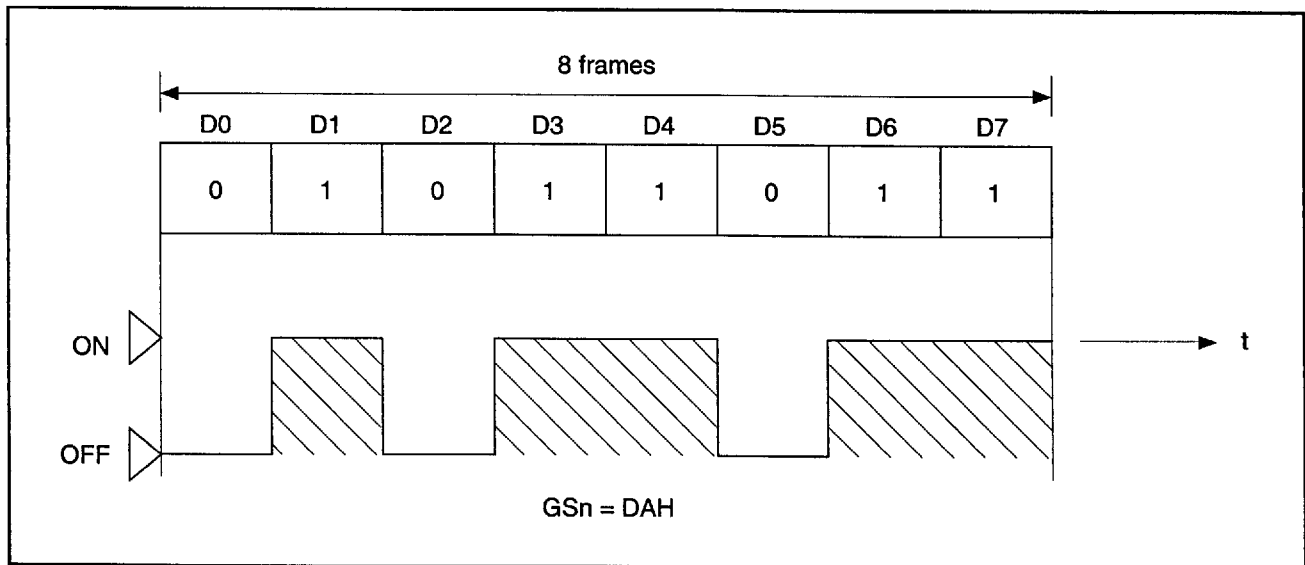 8 frames
D0 D1 D2 D3 D4 D5 D6 D7
0 1 0 1 1 0 1 1
ON
t
OFF
GSn = DAH